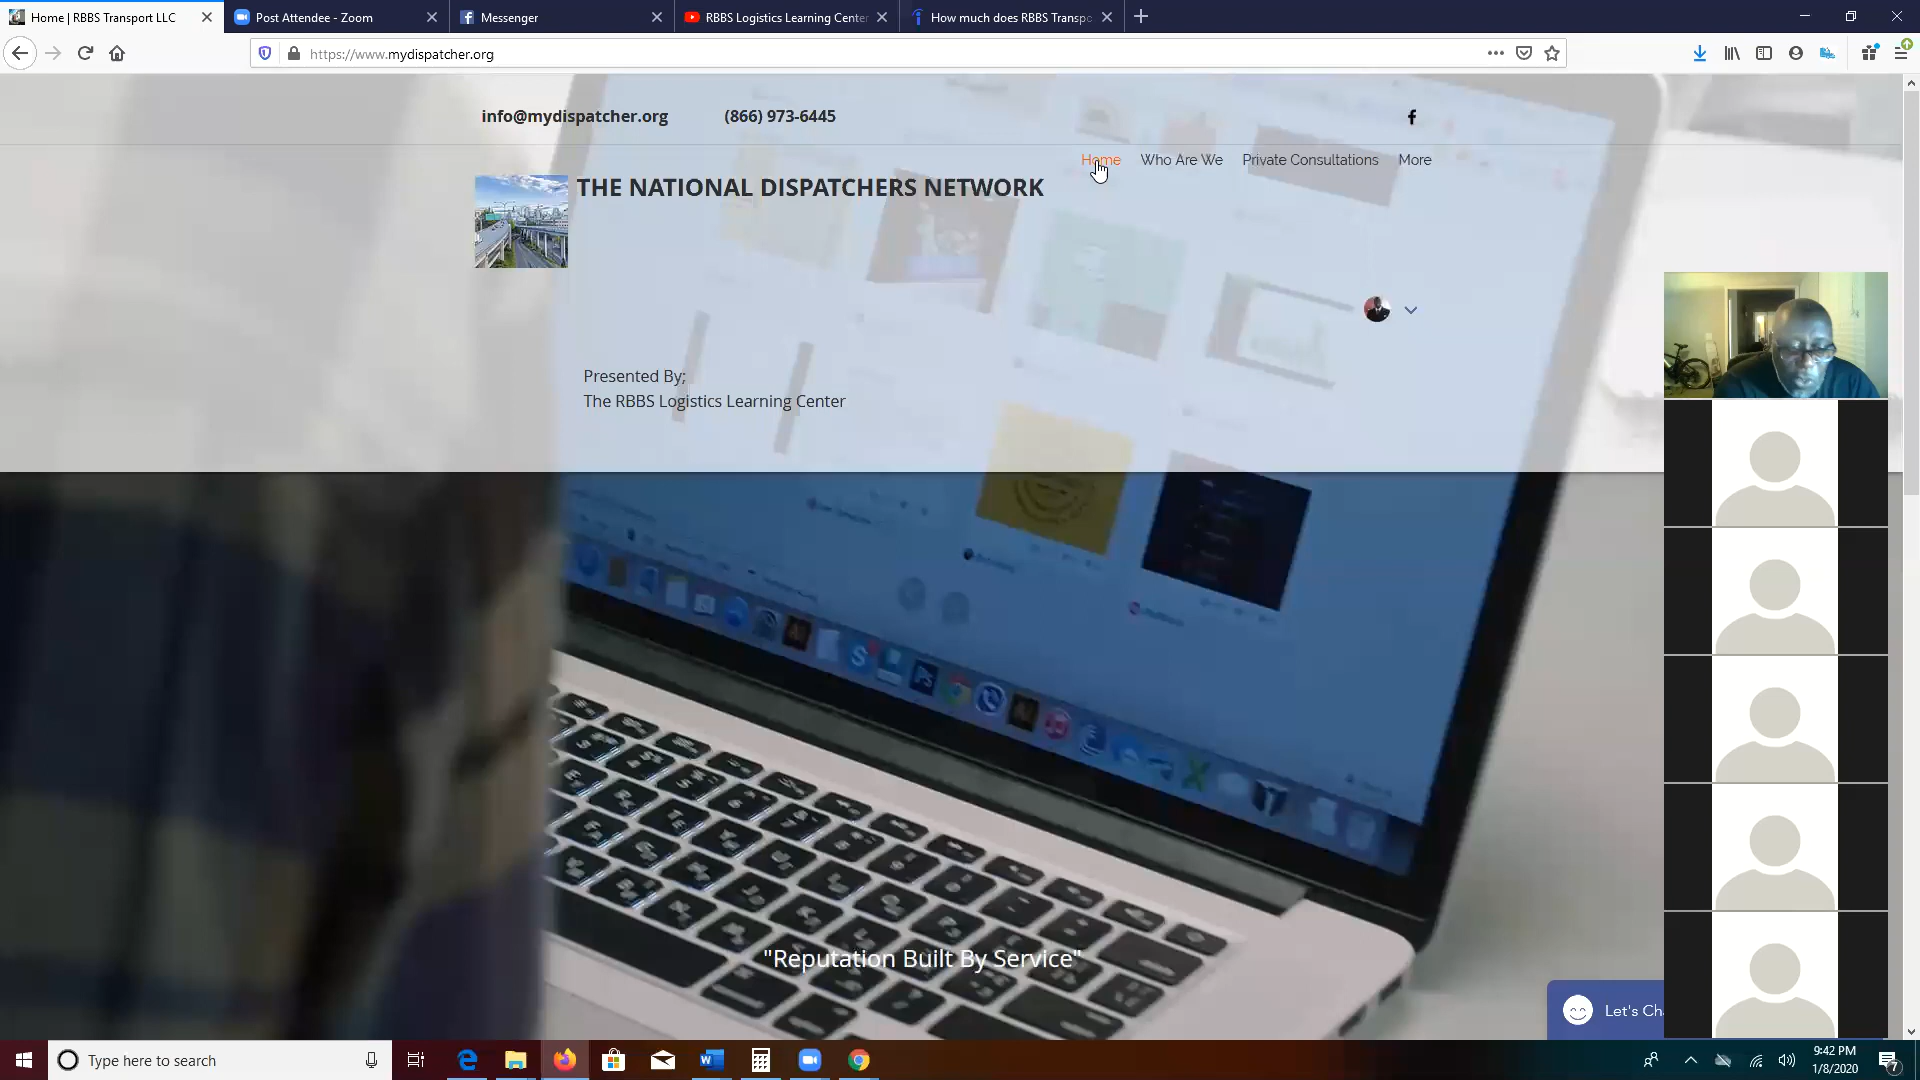 Home | RBBS Transport LLC
Post Attendee - Zoom
Messenger
RBBS Logistics Learning Center
How much does RBBS Transpo
https://www.mydispatcher.org
info@mydispatcher.org
(866) 973-6445
Home
Who Are We
Private Consultations
More
THE NATIONAL DISPATCHERS NETWORK
Presented By;
The RBBS Logistics Learning Center
"Reputation Built By Service"
Let's Cha
Type here to search
9:42 PM
1/8/2020
7